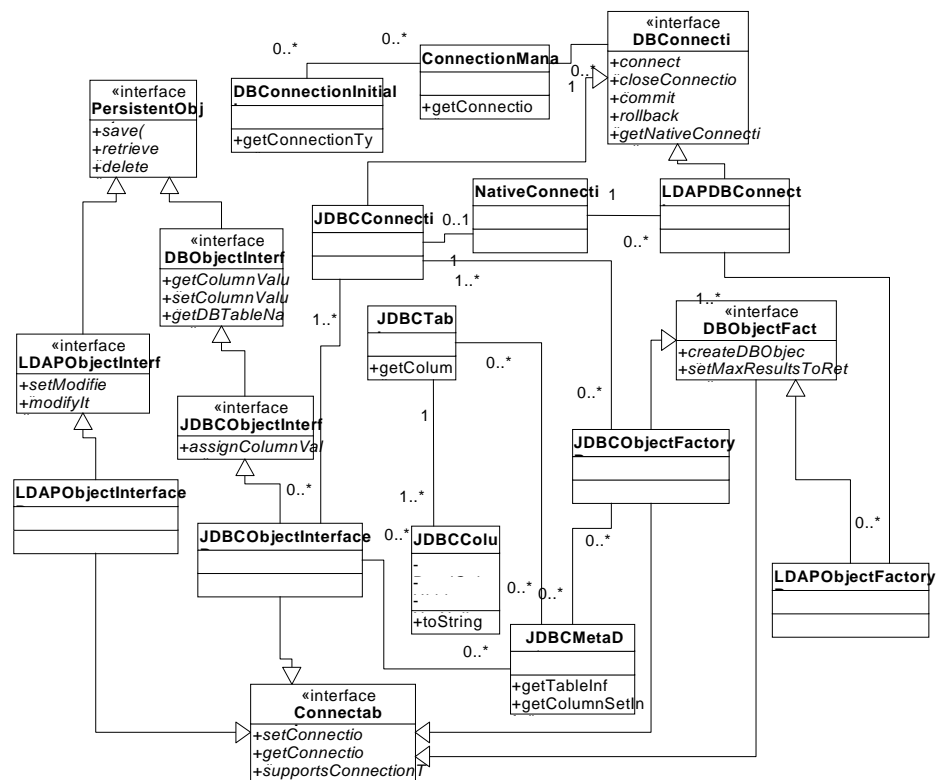 «interface
DBConnecti
+connect
+closeConnectio
+commit
+rollback
+getNativeConnecti
ConnectionMana
+getConnectio
0..*
0..*
DBConnectionInitial
+getConnectionTy
0..*
1
«interface
PersistentObj
+save(
+retrieve
+delete
NativeConnecti
LDAPDBConnect
1
0..*
JDBCConnecti
0..1
1
1..*
«interface
DBObjectInterf
+getColumnValu
+setColumnValu
+getDBTableNa
1..*
JDBCTab
+getColum
0..*
1..*
«interface
DBObjectFact
+createDBObjec
+setMaxResultsToRet
«interface
LDAPObjectInterf
+setModifie
+modifyIt
«interface
JDBCObjectInterf
+assignColumnVal
1
0..*
JDBCObjectFactory
LDAPObjectInterface
0..*
1..*
JDBCObjectInterface
0..*
JDBCColu
-
-
-
+toString
0..*
0..*
0..*
0..*
LDAPObjectFactory
JDBCMetaD
+getTableInf
+getColumnSetIn
0..*
«interface
Connectab
+setConnectio
+getConnectio
+supportsConnectionT